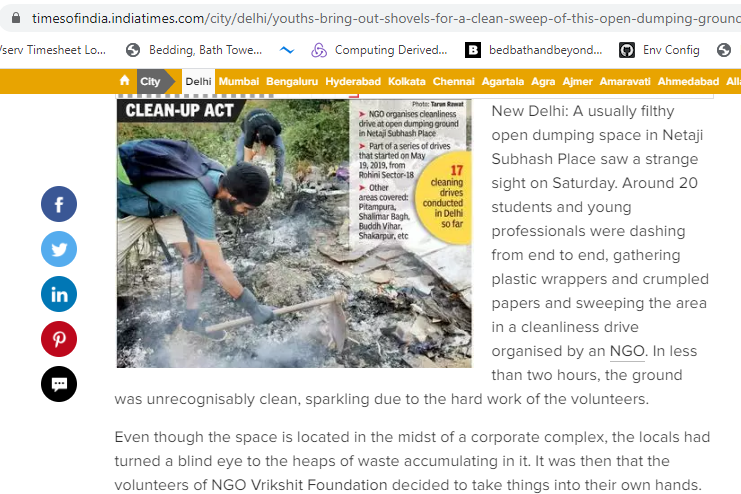 timesofindia.indiatimes.com/city/delhi/youths-bring-out-shovels-for-a-clean-sweep-of-this-open-dumping-ground
/serv Timesheet Lo... Bedding, Bath Towe... Computing Derived... bedbathandbeyond... Env Config
City Delhi Mumbai Bengaluru Hyderabad Kolkata Chennai Agartala Agra Ajmer Amaravati Ahmedabad Alla
CLEAN-UP ACT
Photo: Tarun Rawat
➤ NGO organises cleanliness
drive at open dumping ground
in Netaji Subhash Place
➤ Part of a series of drives
that started on May
19, 2019, from
Rohini Sector-18
➤ Other
areas covered:
Pitampura,
Shalimar Bagh,
Buddh Vihar,
Shakarpur, etc
17
cleaning
drives
conducted
in Delhi
so far
New Delhi: A usually filthy
open dumping space in Netaji
Subhash Place saw a strange
sight on Saturday. Around 20
students and young
professionals were dashing
from end to end, gathering
plastic wrappers and crumpled
papers and sweeping the area
in a cleanliness drive
organised by an NGO. In less
than two hours, the ground
was unrecognisably clean, sparkling due to the hard work of the volunteers.
Even though the space is located in the midst of a corporate complex, the locals had
turned a blind eye to the heaps of waste accumulating in it. It was then that the
volunteers of NGO Vrikshit Foundation decided to take things into their own hands.